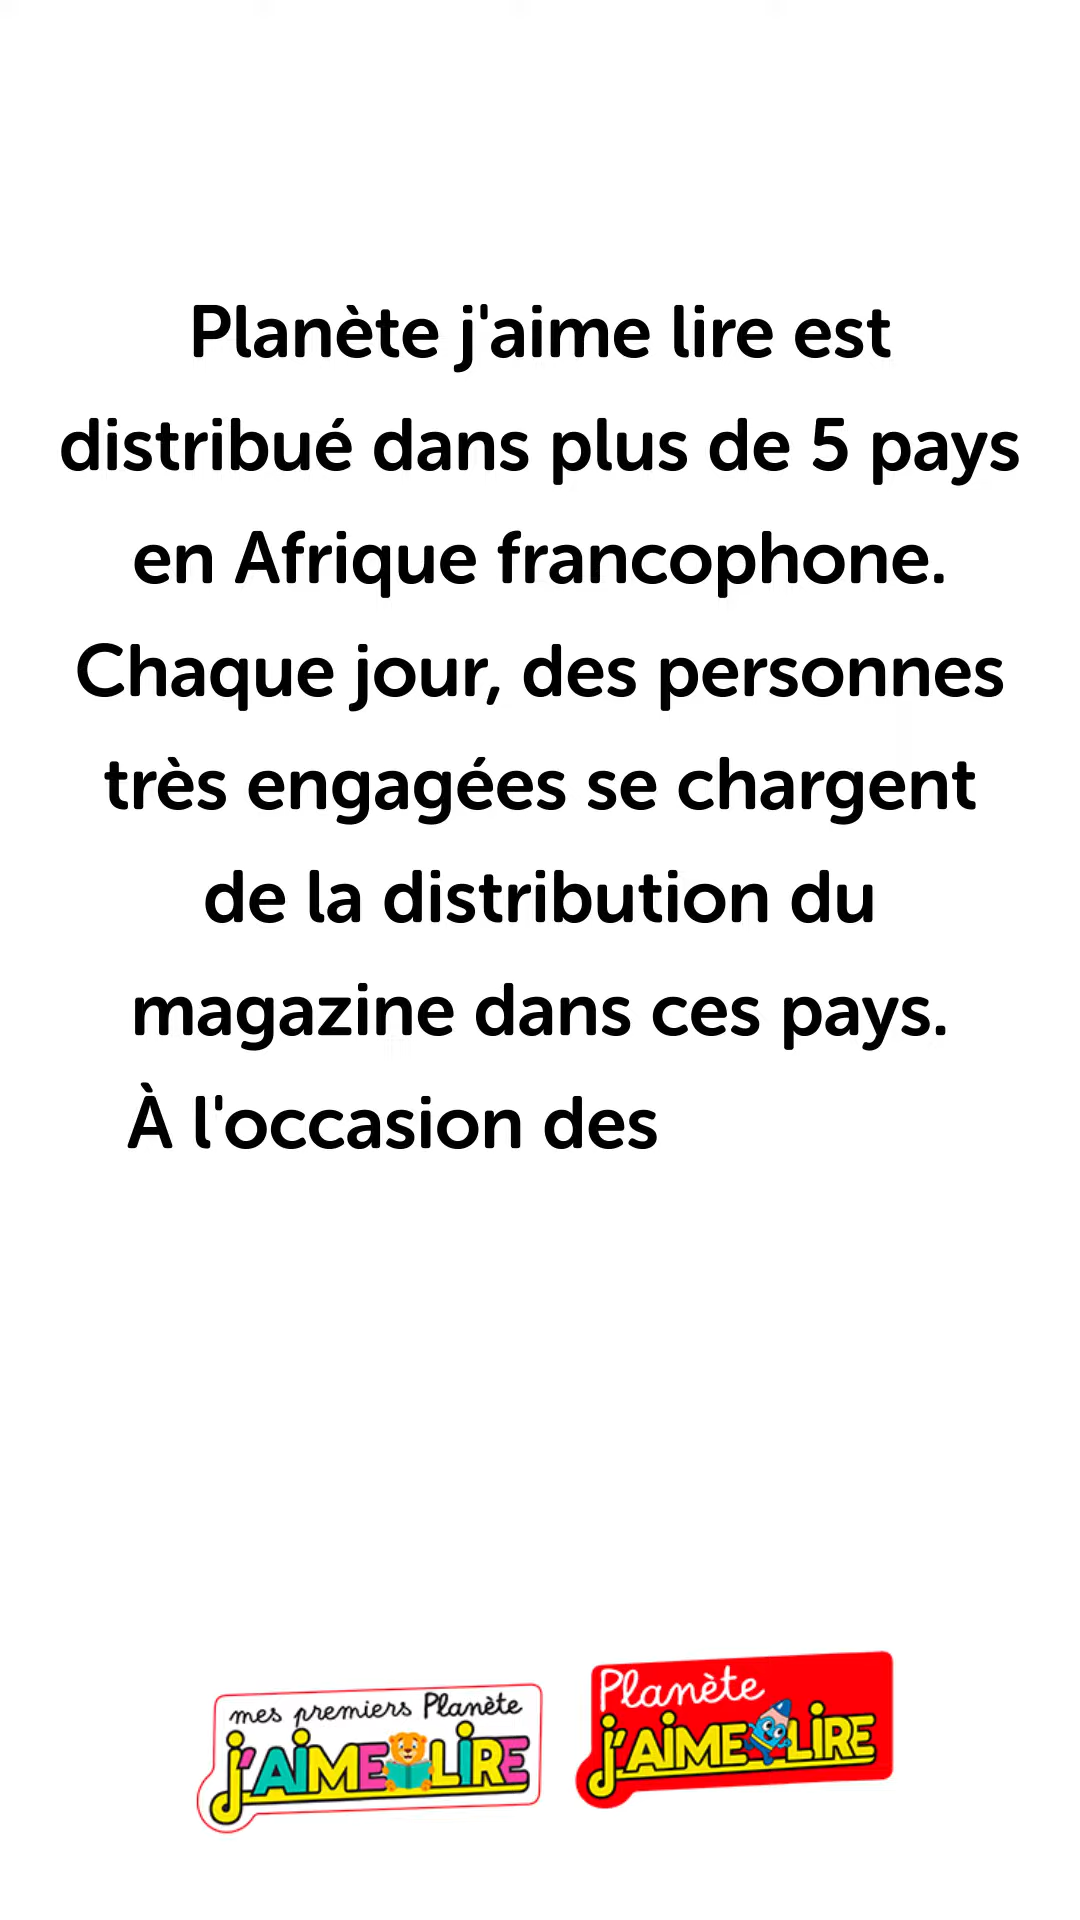 Planète j'aime lire est
distribué dans plus de 5 pays
en Afrique francophone.
Chaque jour, des personnes
très engagées se chargent
de la distribution du
magazine dans ces pays.
À l'occasion des
mes premiers Planète
j'AiME LiRE
Planète
j'AiME LiRE